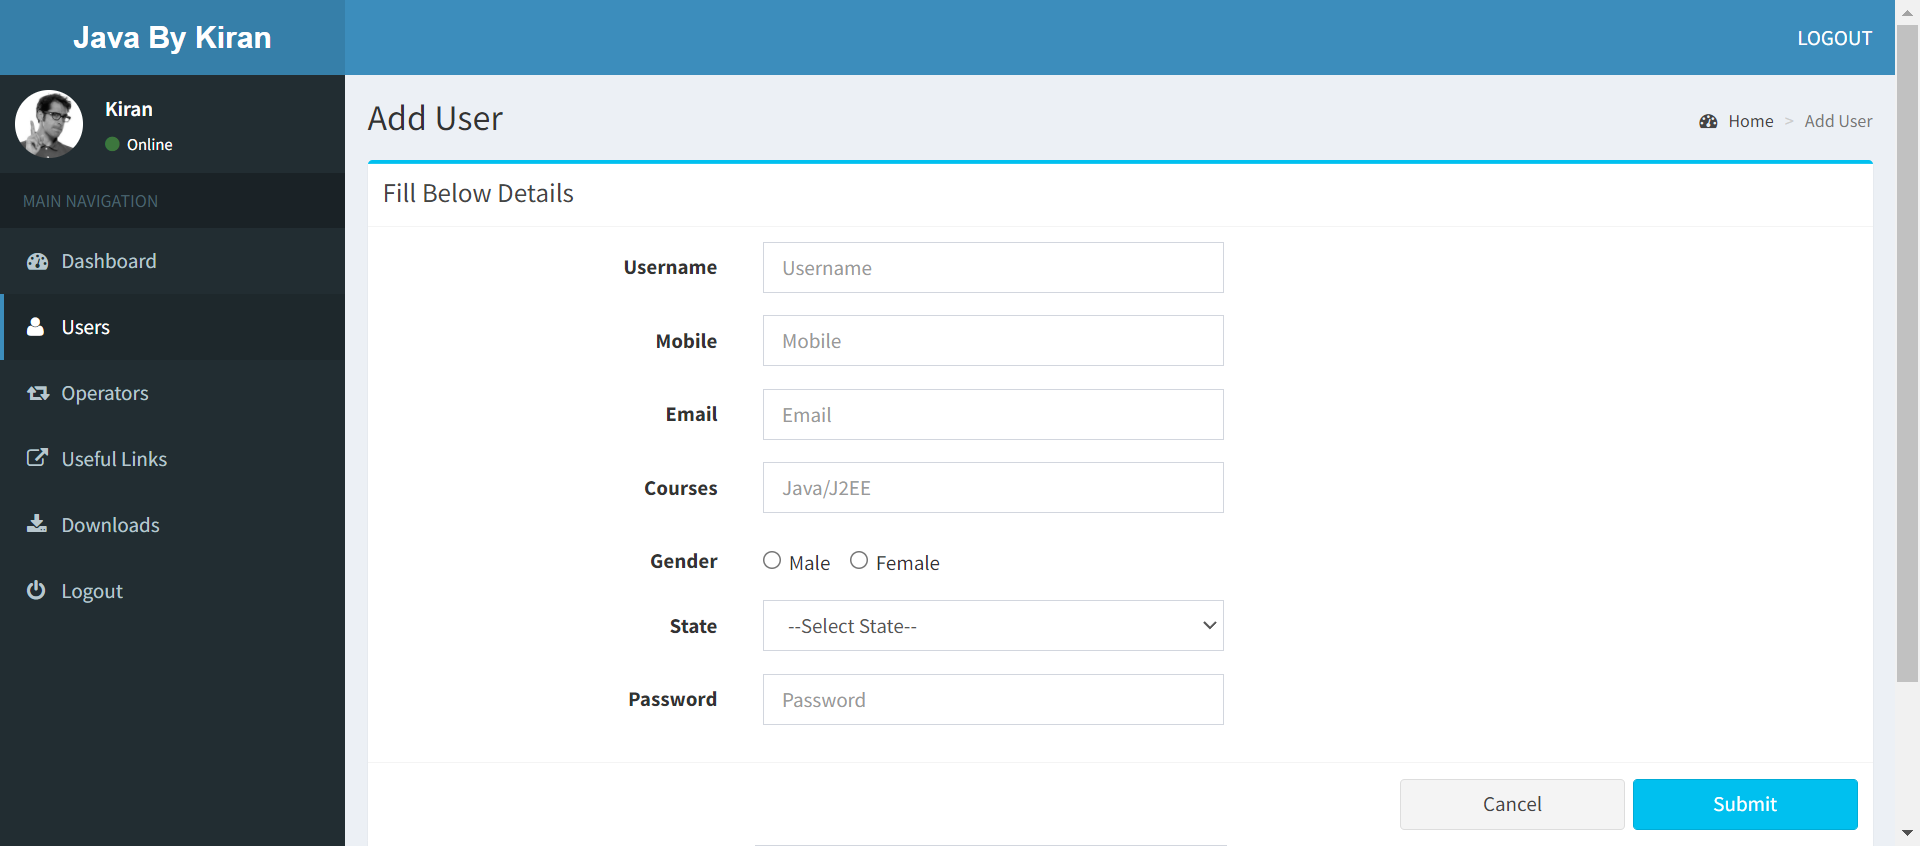 Java By Kiran
LOGOUT
Kiran
Online
MAIN NAVIGATION
Dashboard
Users
Operators
Useful Links
Downloads
Logout
Add User
Home > Add User
Fill Below Details
Username Username
Mobile Mobile
Email Email
Courses Java/J2EE
Gender Male Female
State --Select State--
Password Password
Cancel Submit